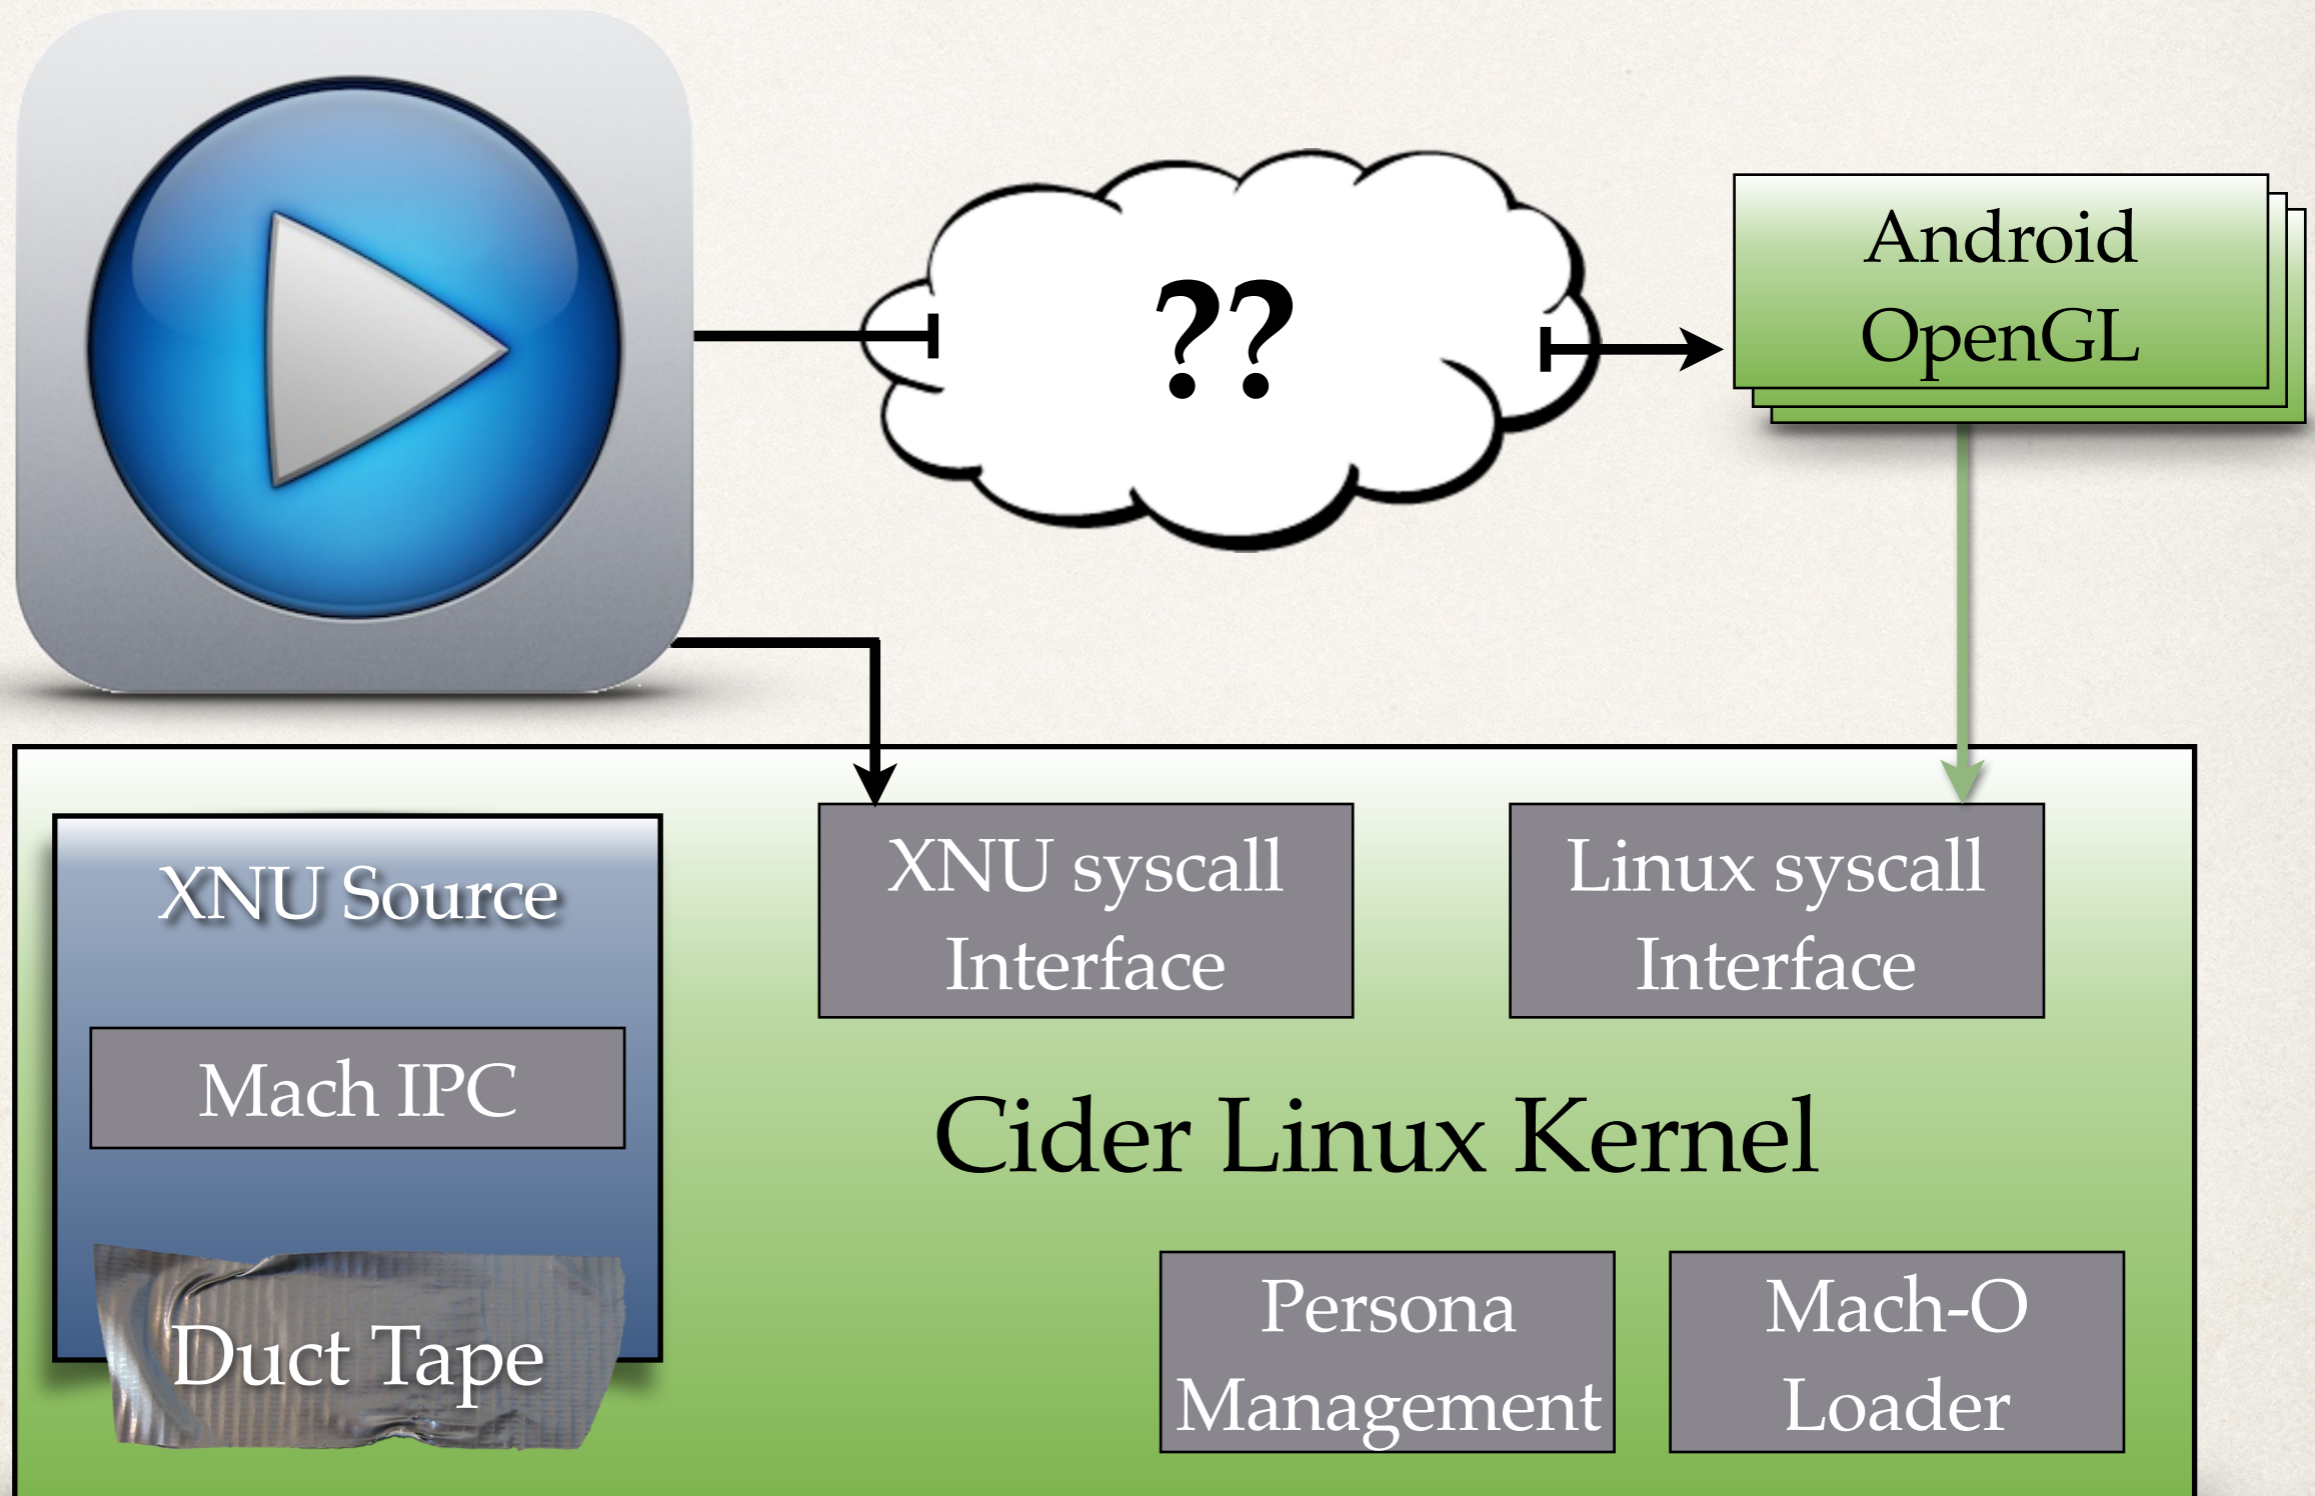 ??
Android
OpenGL
XNU Source
Mach IPC
Duct Tape
XNU syscall
Interface
Linux syscall
Interface
Cider Linux Kernel
Persona
Management
Mach-O
Loader